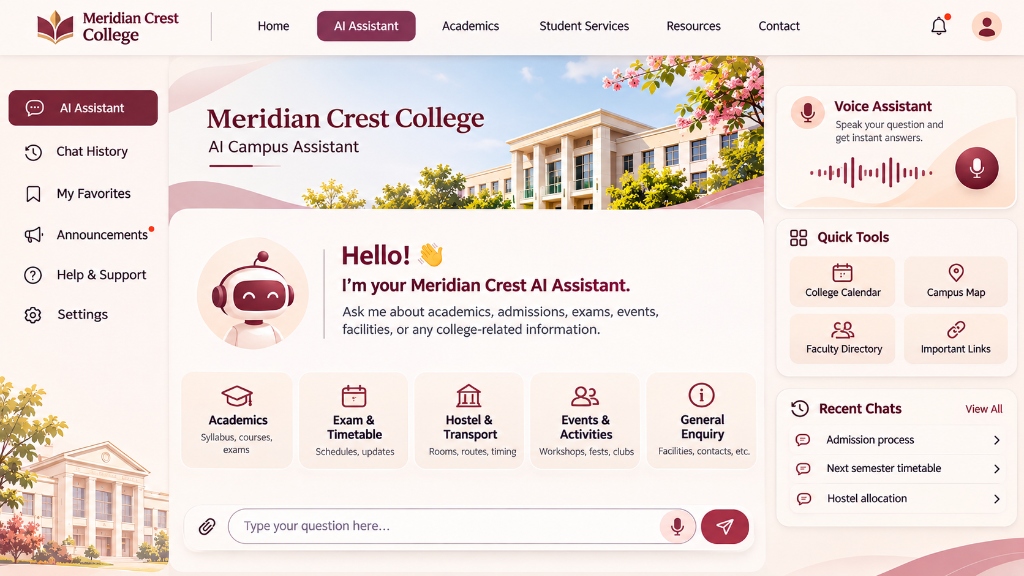 Meridian Crest
College
Home
AI Assistant
Academics
Student Services
Resources
Contact
AI Assistant
Chat History
My Favorites
Announcements
Help & Support
Settings
Meridian Crest College
AI Campus Assistant
Hello! 👋
I'm your Meridian Crest AI Assistant.
Ask me about academics, admissions, exams, events,
facilities, or any college-related information.
Academics
Syllabus, courses,
exams
Exam &
Timetable
Schedules, updates
Hostel &
Transport
Rooms, routes, timing
Events &
Activities
Workshops, fests, clubs
General
Enquiry
Facilities, contacts, etc.
Type your question here...
Voice Assistant
Speak your question and
get instant answers.
Quick Tools
College Calendar
Campus Map
Faculty Directory
Important Links
Recent Chats
View All
Admission process
Next semester timetable
Hostel allocation